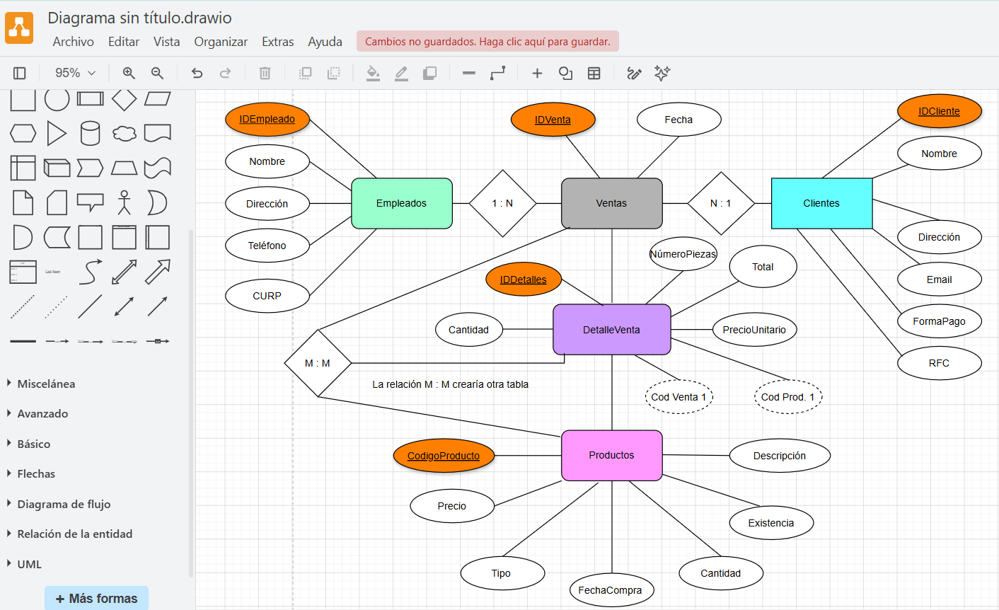 Diagrama sin título.drawio
Archivo Editar Vista Organizar Extras Ayuda Cambios no guardados. Haga clic aquí para guardar.
95%
IDEmpleado
Nombre
Dirección
Teléfono
CURP
Empleados
1 : N
IDVenta
Fecha
Ventas
N : 1
IDCliente
Nombre
Clientes
Dirección
Email
FormaPago
RFC
NúmeroPiezas
Total
IDDetalles
Cantidad
DetalleVenta
PrecioUnitario
M : M
La relación M : M crearía otra tabla
Cod Venta 1
Cod Prod. 1
CodigoProducto
Productos
Descripción
Precio
Existencia
Tipo
FechaCompra
Cantidad
List Item
Miscelánea
Avanzado
Básico
Flechas
Diagrama de flujo
Relación de la entidad
UML
+ Más formas